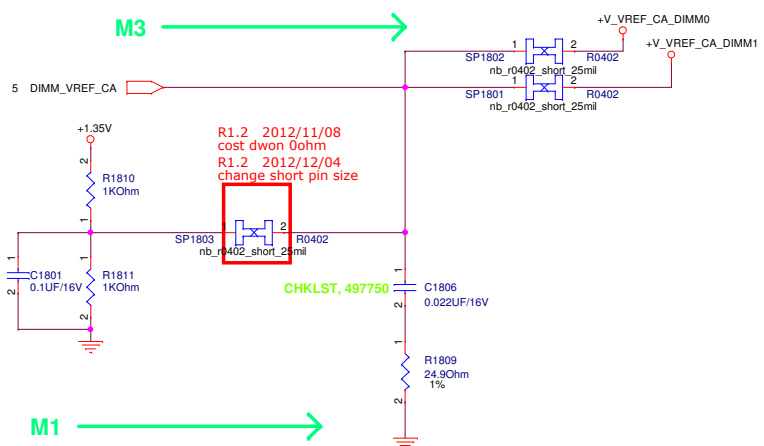 M3
+V_VREF_CA_DIMM0
1
2
SP1802
R0402
nb_r0402_short_25mil
+V_VREF_CA_DIMM1
5 DIMM_VREF_CA
1
2
SP1801
R0402
nb_r0402_short_25mil
+1.35V
R1.2 2012/11/08
cost dwon 0ohm
R1.2 2012/12/04
change short pin size
2
R1810
1KOhm
1
1
2
SP1803
R0402
nb_r0402_short_25mil
1
C1801
0.1UF/16V
2
1
R1811
1KOhm
2
CHKLST, 497750
1
C1806
0.022UF/16V
2
1
R1809
24.9Ohm
1%
2
M1